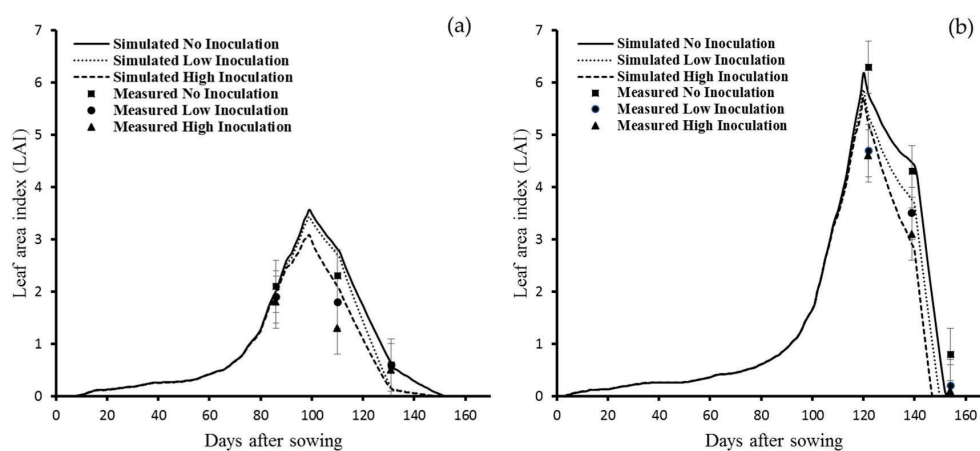 (a)
Simulated No Inoculation
Simulated Low Inoculation
Simulated High Inoculation
Measured No Inoculation
Measured Low Inoculation
Measured High Inoculation
Leaf area index (LAI)
7
6
5
4
3
2
1
0
0 20 40 60 80 100 120 140 160
Days after sowing
(b)
Simulated No Inoculation
Simulated Low Inoculation
Simulated High Inoculation
Measured No Inoculation
Measured Low Inoculation
Measured High Inoculation
Leaf area index (LAI)
7
6
5
4
3
2
1
0
0 20 40 60 80 100 120 140 160
Days after sowing